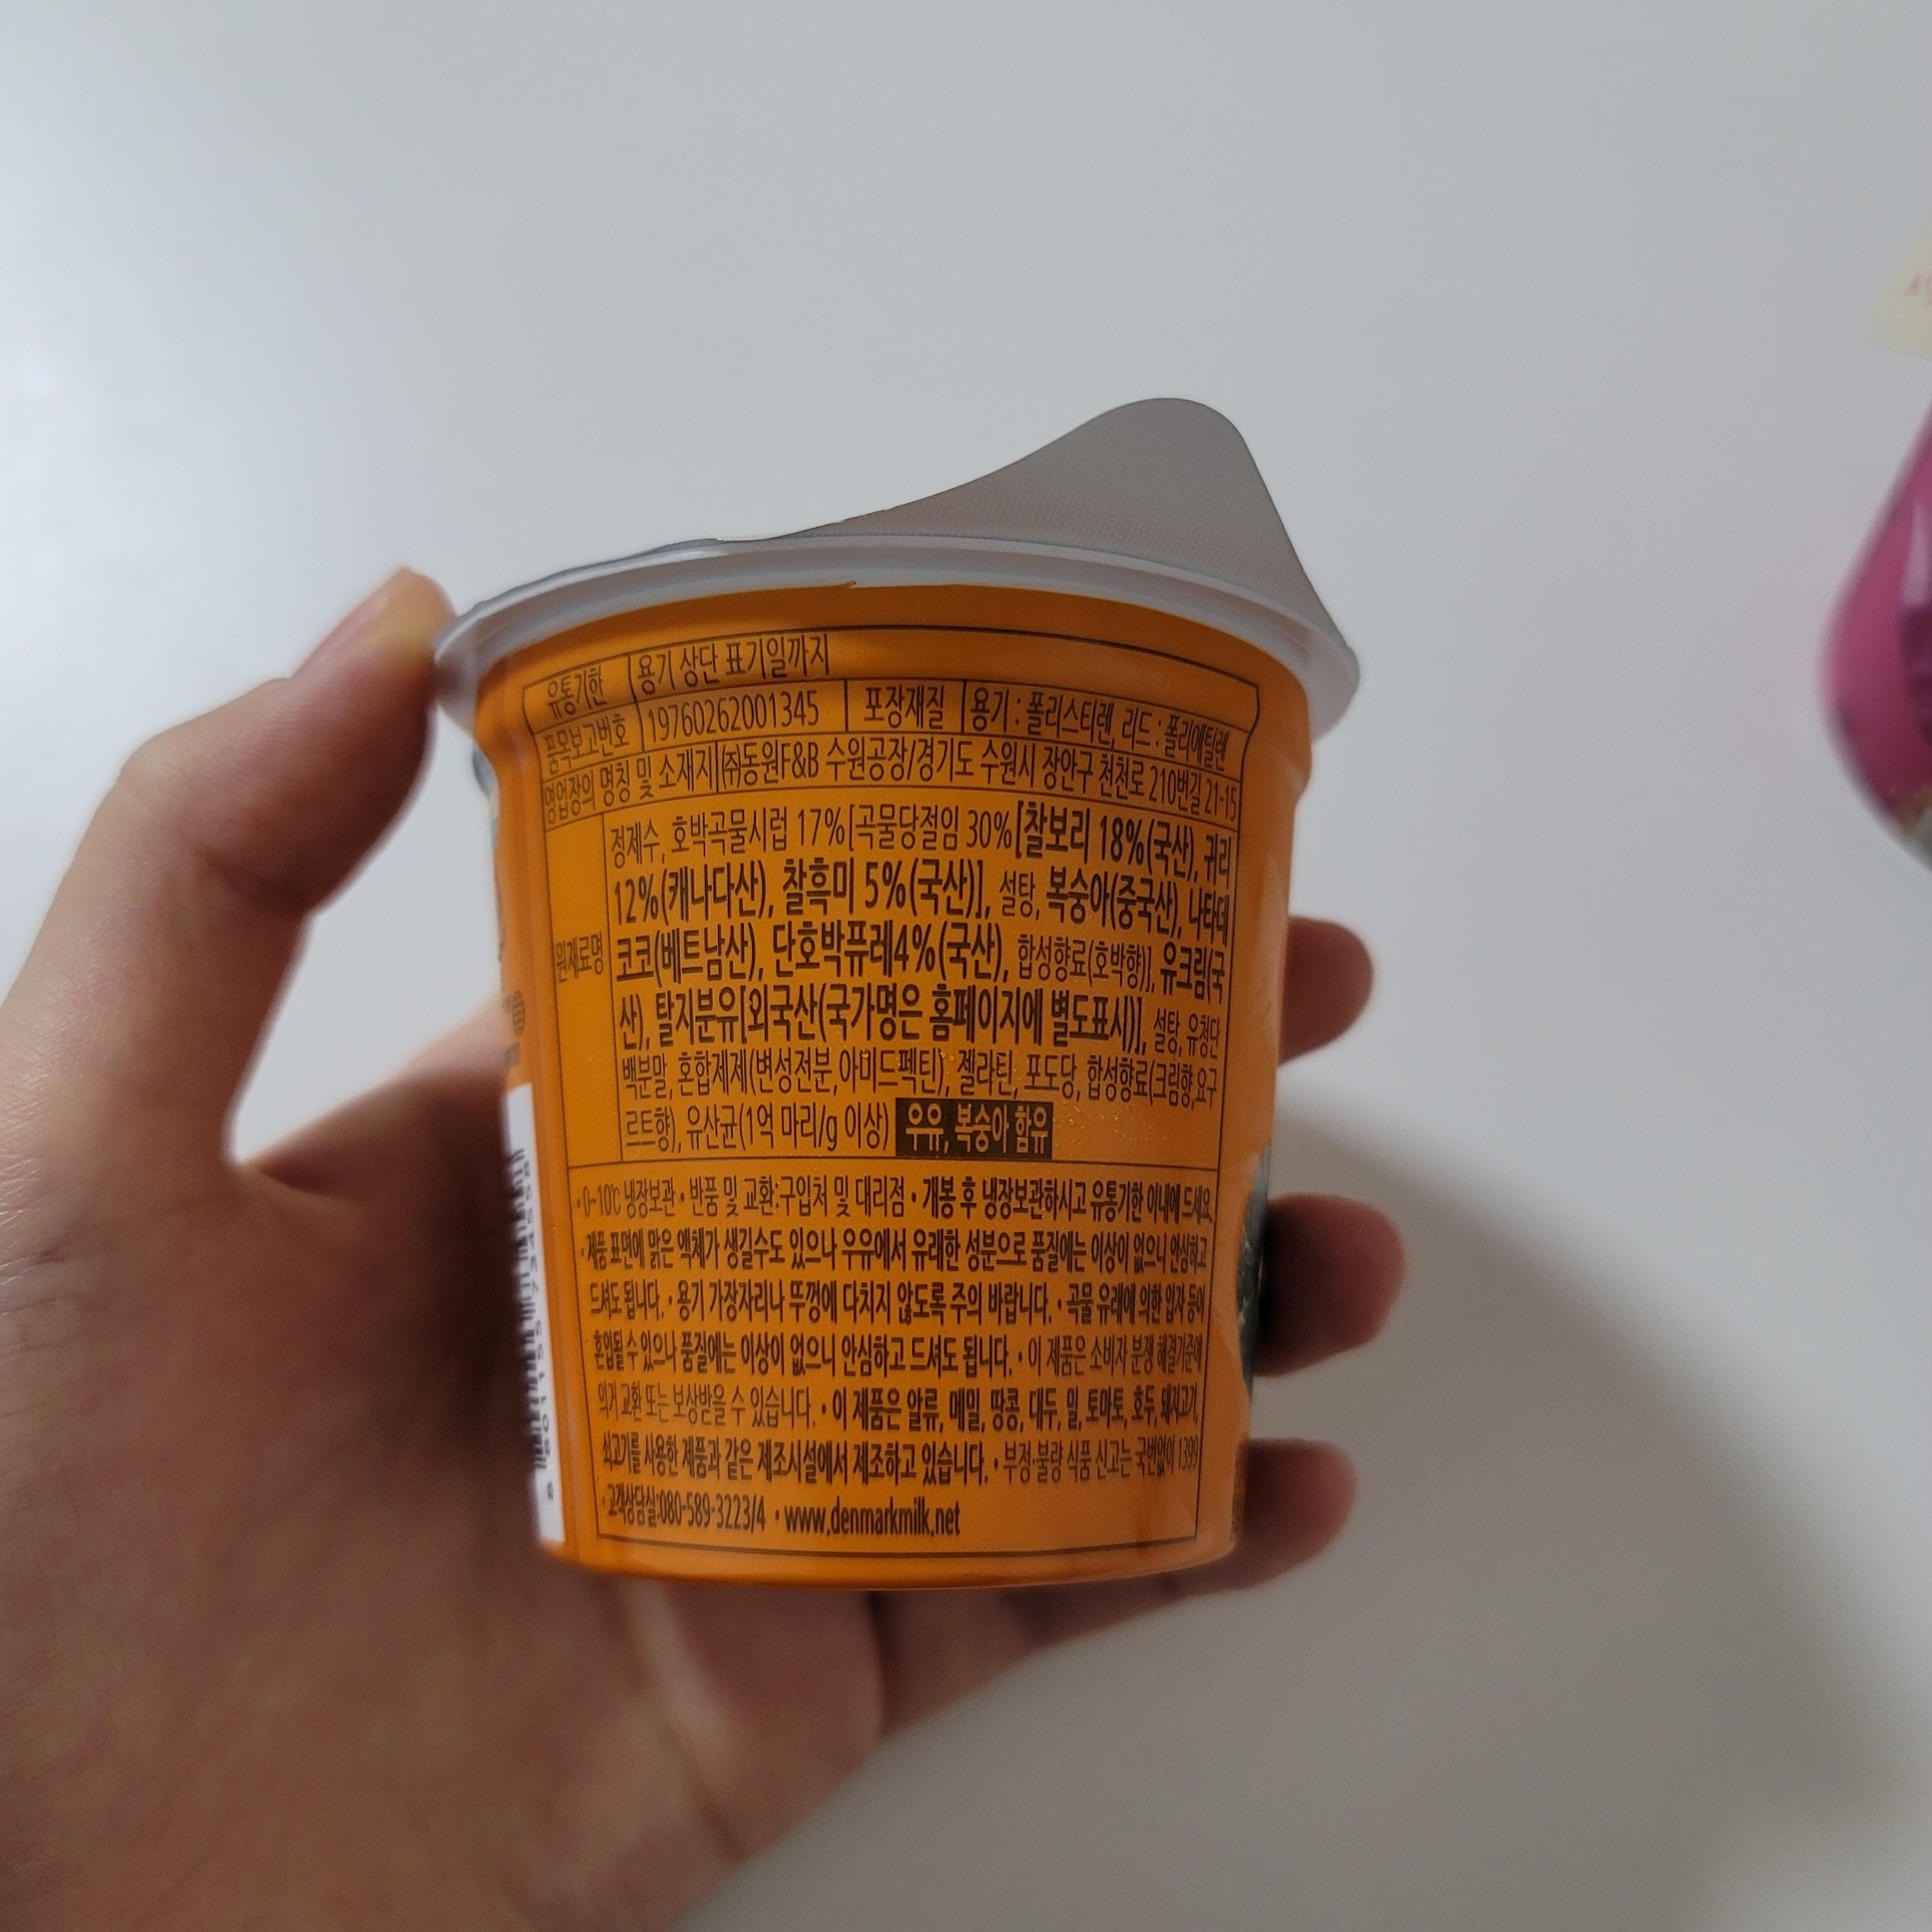 유통기한 용기 상단 표기일까지
품목보고번호 19760262001345 포장재질 용기 : 폴리스티렌, 리드 : 폴리에틸렌
영업장의 명칭 및 소재지 ㈜동원F&B 수원공장/경기도 수원시 장안구 천천로 210번길 21-15
원재료명
정제수, 호박곡물시럽 17%[곡물당절임 30%[찰보리 18%(국산), 귀리
12%(캐나다산), 찰흑미 5%(국산)], 설탕, 복숭아(중국산), 나타데
코코(베트남산), 단호박퓨레4%(국산), 합성향료(호박향)], 유크림(국
산), 탈지분유[외국산(국가명은 홈페이지에 별도표시)], 설탕, 유청단
백분말, 혼합제제(변성전분,아미드펙틴), 젤라틴, 포도당, 합성향료(크림향,요구
르트향), 유산균(1억 마리/g 이상) 우유, 복숭아 함유
• 0~10℃ 냉장보관 • 반품 및 교환:구입처 및 대리점 • 개봉 후 냉장보관하시고 유통기한 이내에 드세요.
• 제품 표면에 맑은 액체가 생길수도 있으나 우유에서 유래한 성분으로 품질에는 이상이 없으니 안심하고
드셔도 됩니다. • 용기 가장자리나 뚜껑에 다치지 않도록 주의 바랍니다. • 곡물 유래에 의한 입자 등이
혼입될 수 있으나 품질에는 이상이 없으니 안심하고 드셔도 됩니다. • 이 제품은 소비자 분쟁 해결기준에
의거 교환 또는 보상받을 수 있습니다. • 이 제품은 알류, 메밀, 땅콩, 대두, 밀, 토마토, 호두, 돼지고기,
쇠고기를 사용한 제품과 같은 제조시설에서 제조하고 있습니다. • 부정·불량 식품 신고는 국번없이 1399
• 고객상담실:080-589-3223/4 • www.denmarkmilk.net